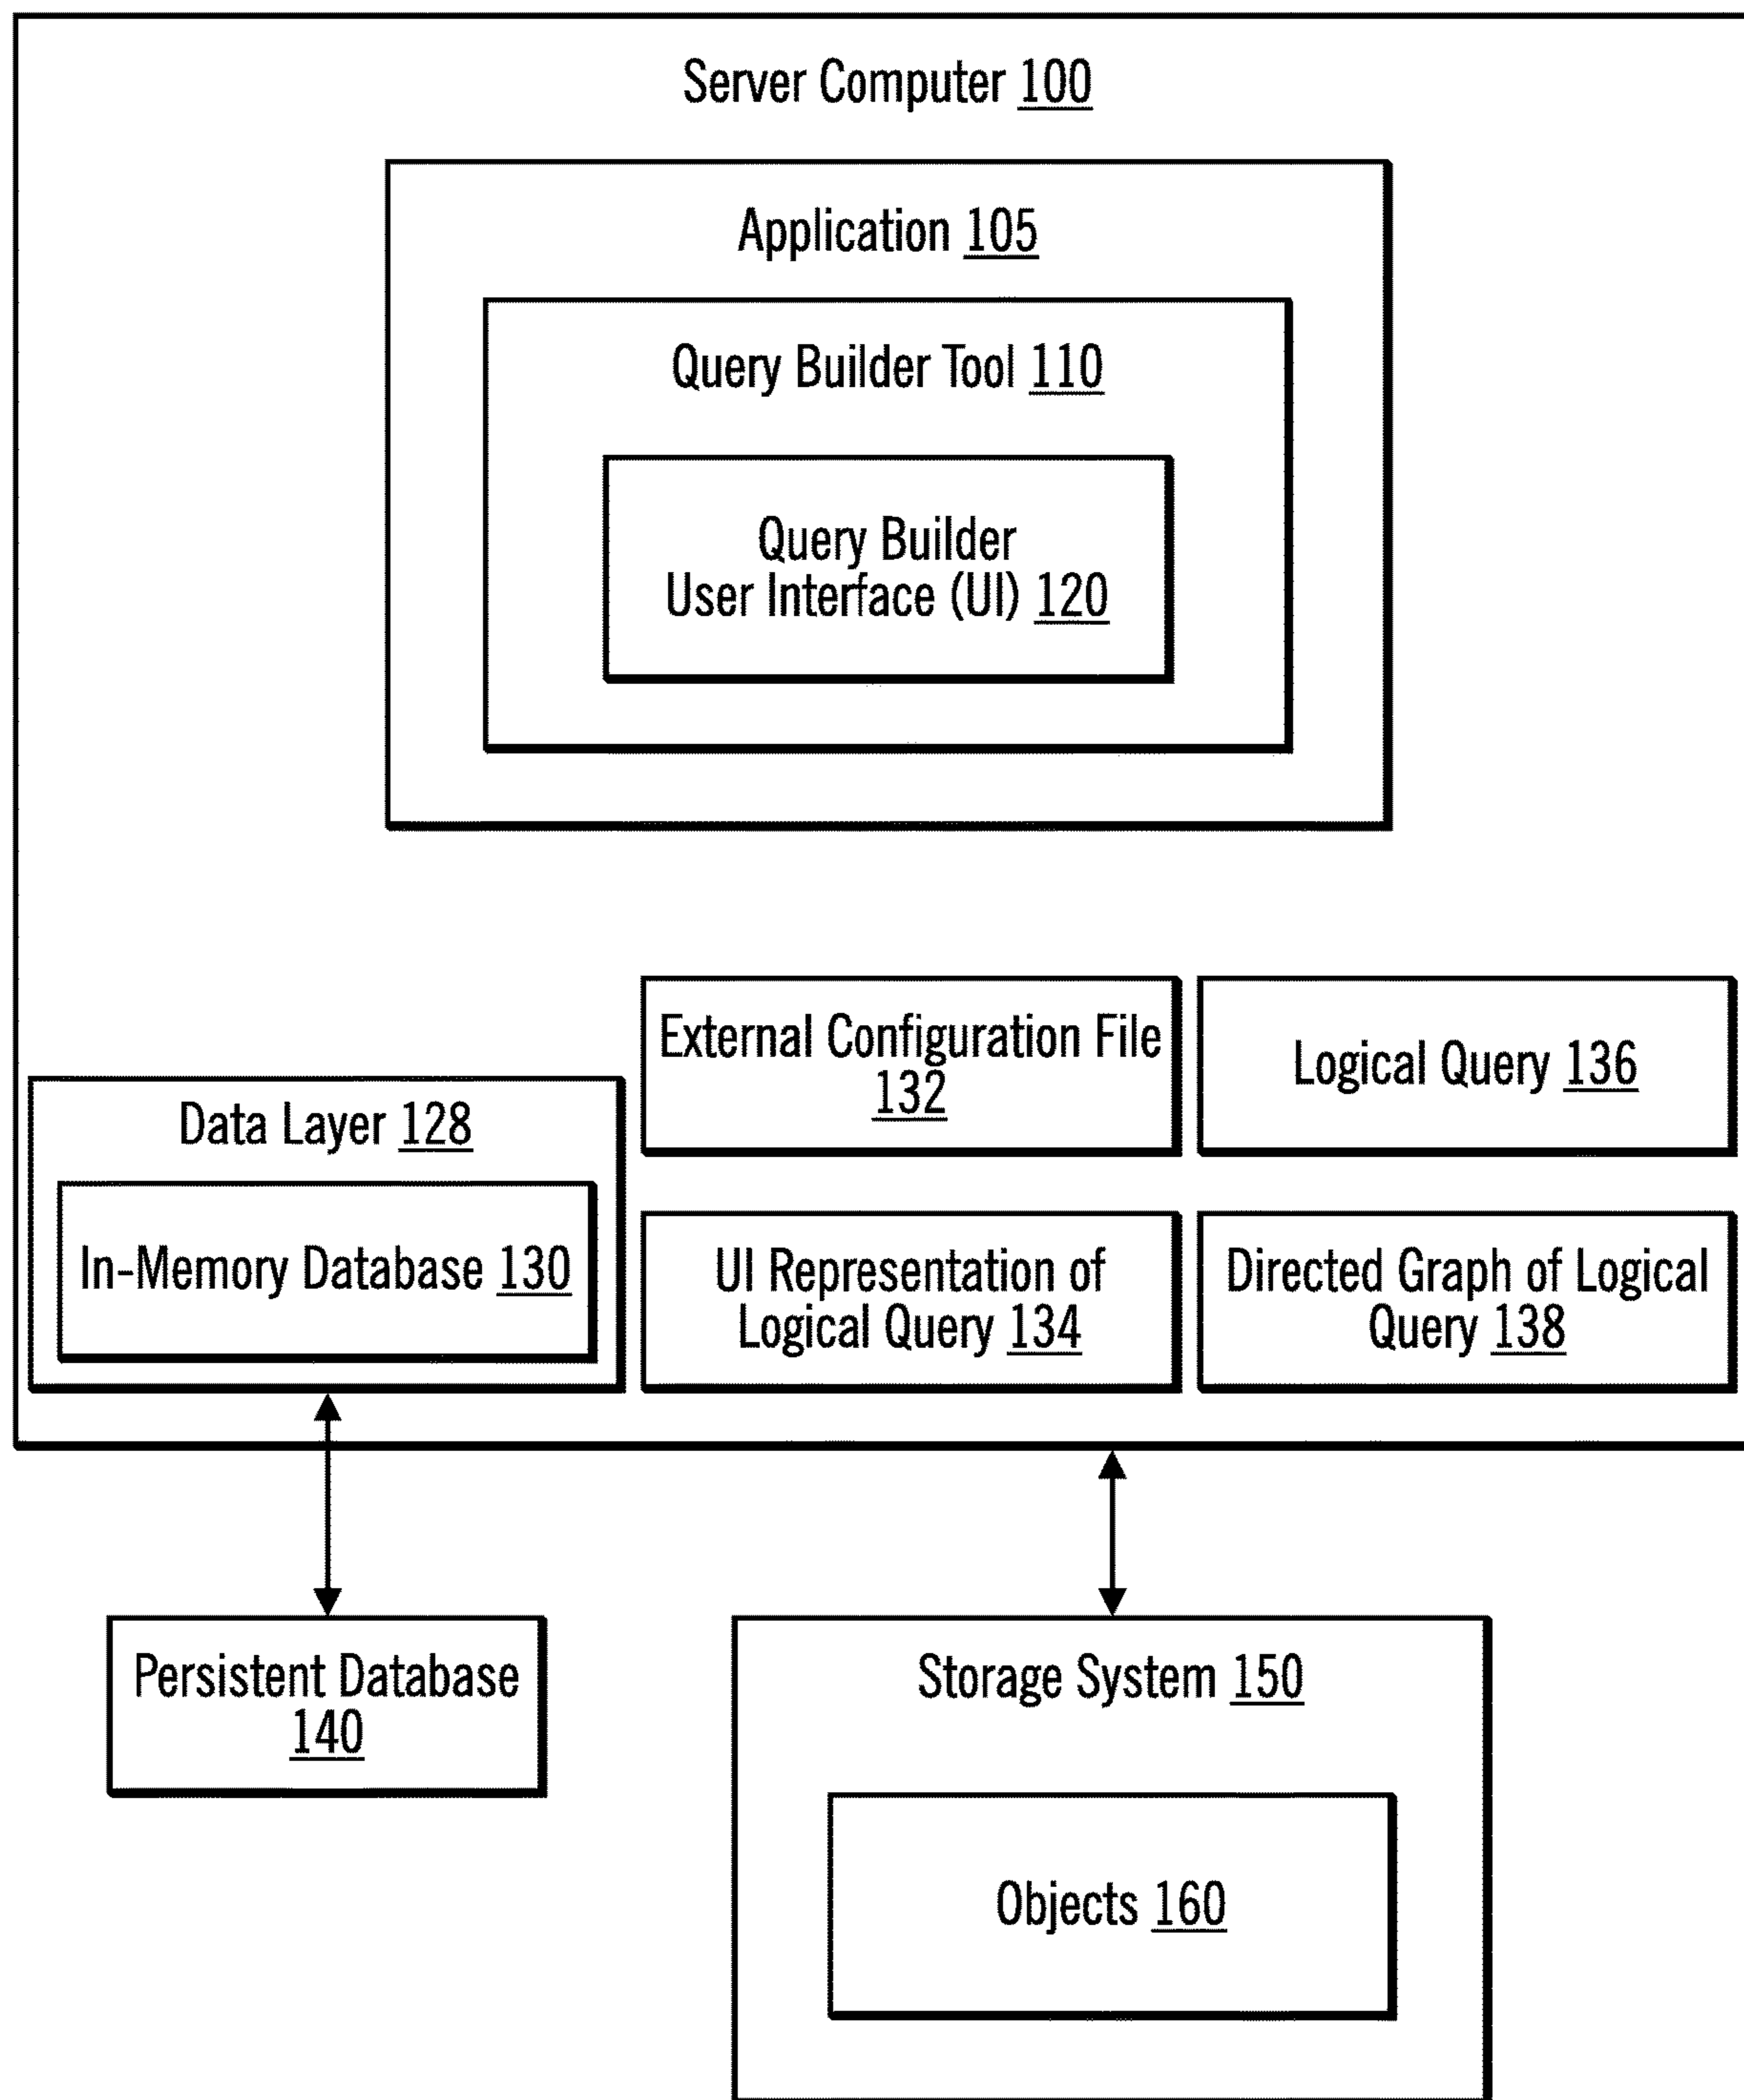 Server Computer 100
Application 105
Query Builder Tool 110
Query Builder
User Interface (UI) 120
External Configuration File
132
Logical Query 136
Data Layer 128
In-Memory Database 130
UI Representation of
Logical Query 134
Directed Graph of Logical
Query 138
Persistent Database
140
Storage System 150
Objects 160